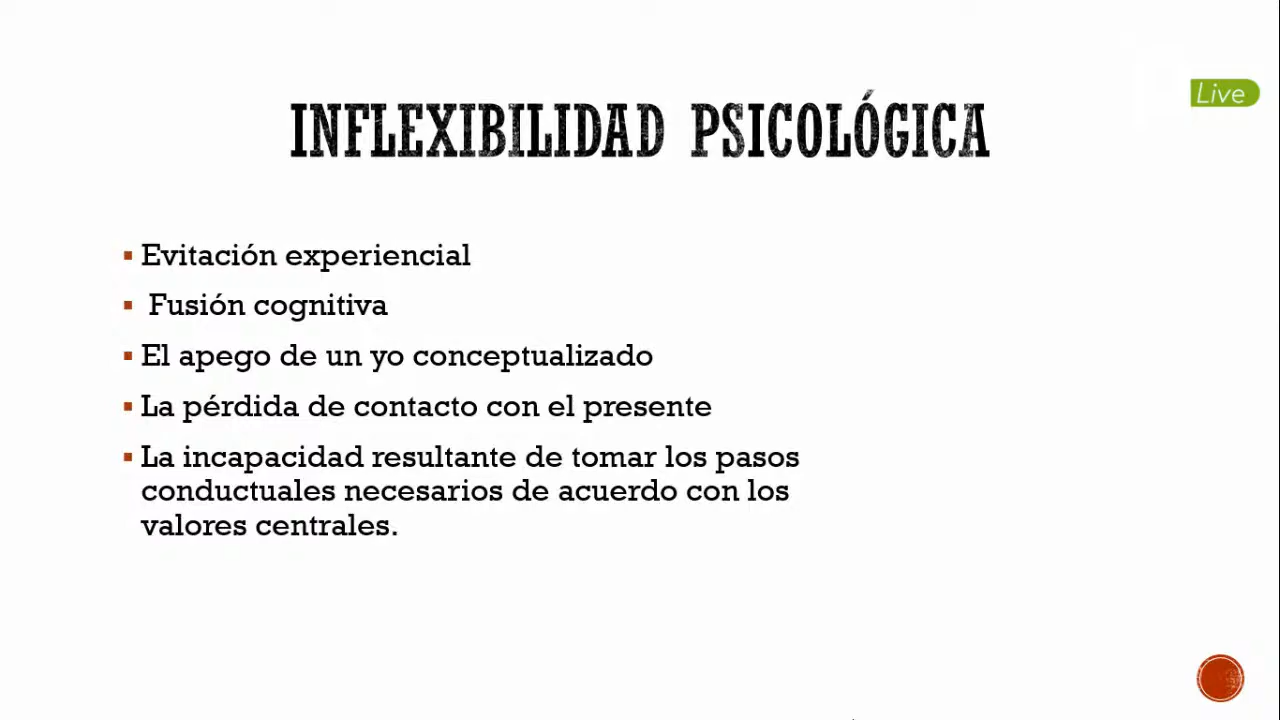 Live
INFLEXIBILIDAD PSICOLÓGICA
Evitación experiencial
Fusión cognitiva
El apego de un yo conceptualizado
La pérdida de contacto con el presente
La incapacidad resultante de tomar los pasos
conductuales necesarios de acuerdo con los
valores centrales.